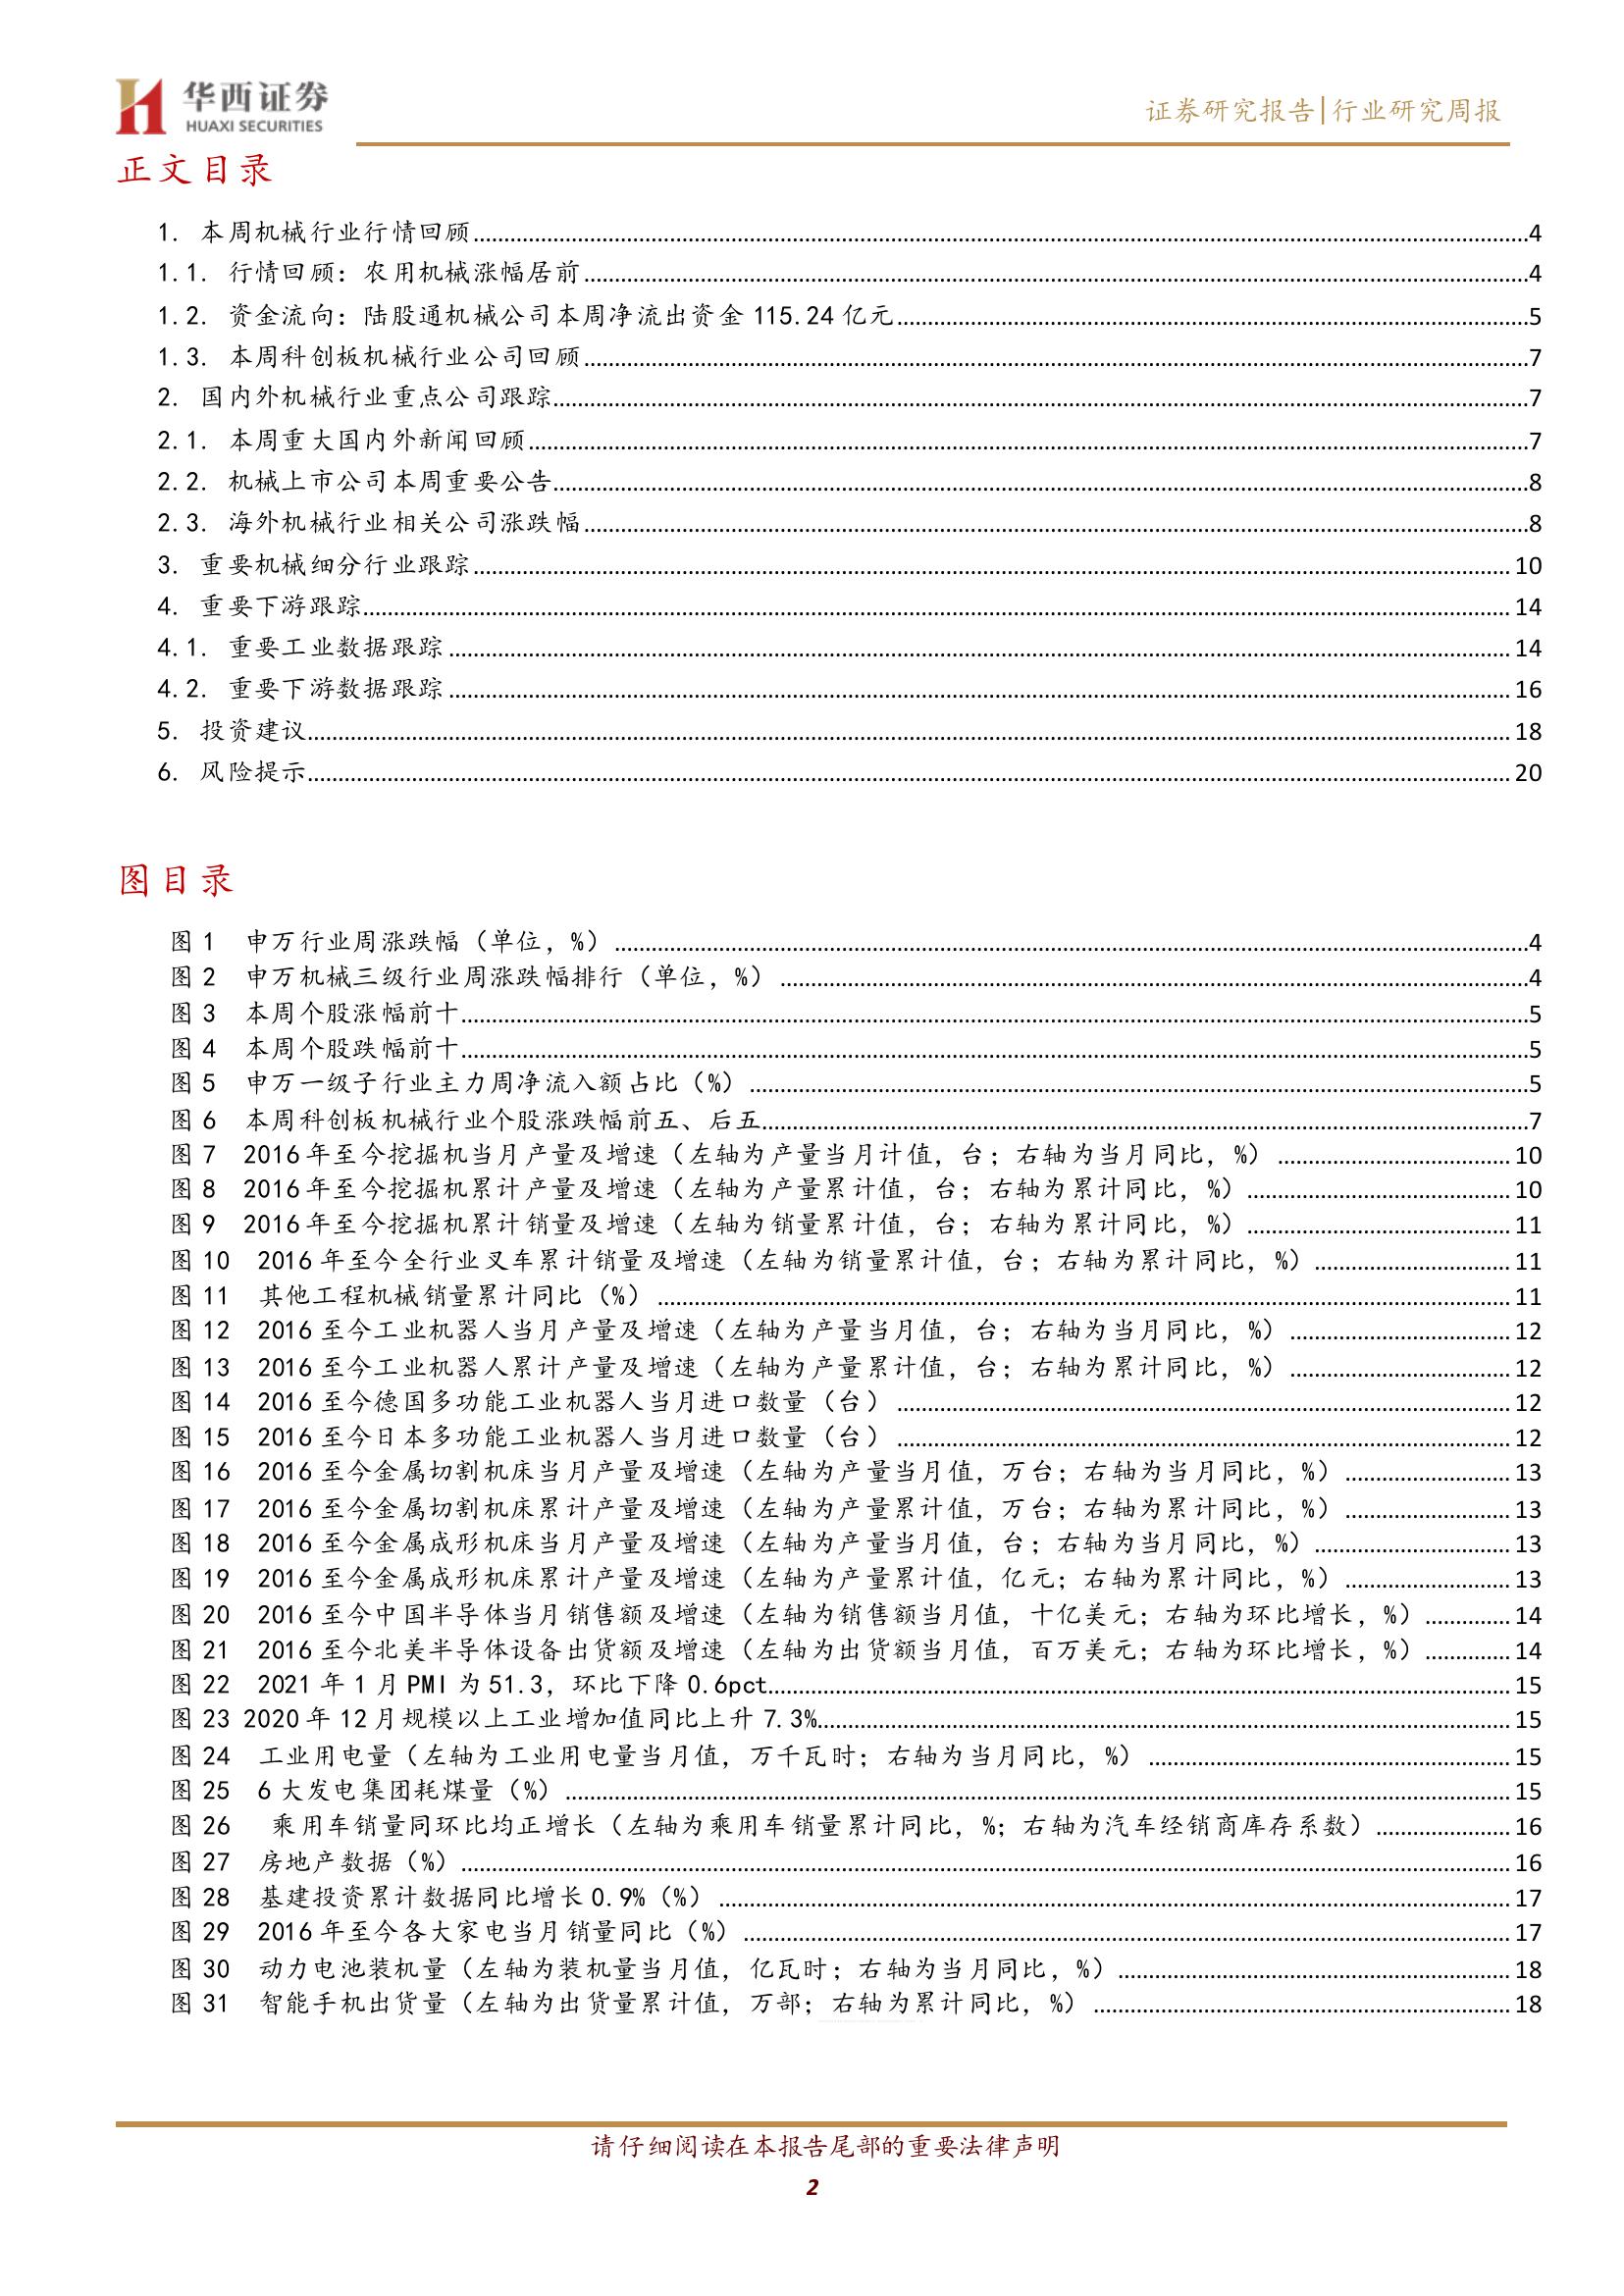 华西证券
HUAXI SECURITIES
证券研究报告|行业研究周报
正文目录
1. 本周机械行业行情回顾........4
1.1. 行情回顾：农用机械涨幅居前........4
1.2. 资金流向：陆股通机械公司本周净流出资金 115.24 亿元........5
1.3. 本周科创板机械行业公司回顾........7
2. 国内外机械行业重点公司跟踪........7
2.1. 本周重大国内外新闻回顾........7
2.2. 机械上市公司本周重要公告........8
2.3. 海外机械行业相关公司涨跌幅........8
3. 重要机械细分行业跟踪........10
4. 重要下游跟踪........14
4.1. 重要工业数据跟踪........14
4.2. 重要下游数据跟踪........16
5. 投资建议........18
6. 风险提示........20
图目录
图 1 申万行业周涨跌幅（单位，%）........4
图 2 申万机械三级行业周涨跌幅排行（单位，%）........4
图 3 本周个股涨幅前十........5
图 4 本周个股跌幅前十........5
图 5 申万一级子行业主力周净流入额占比（%）........5
图 6 本周科创板机械行业个股涨跌幅前五、后五........7
图 7 2016 年至今挖掘机当月产量及增速（左轴为产量当月计值，台；右轴为当月同比，%）........10
图 8 2016 年至今挖掘机累计产量及增速（左轴为产量累计值，台；右轴为累计同比，%）........10
图 9 2016 年至今挖掘机累计销量及增速（左轴为销量累计值，台；右轴为累计同比，%）........11
图 10 2016 年至今全行业叉车累计销量及增速（左轴为销量累计值，台；右轴为累计同比，%）........11
图 11 其他工程机械销量累计同比（%）........11
图 12 2016 至今工业机器人当月产量及增速（左轴为产量当月值，台；右轴为当月同比，%）........12
图 13 2016 至今工业机器人累计产量及增速（左轴为产量累计值，台；右轴为累计同比，%）........12
图 14 2016 至今德国多功能工业机器人当月进口数量（台）........12
图 15 2016 至今日本多功能工业机器人当月进口数量（台）........12
图 16 2016 至今金属切割机床当月产量及增速（左轴为产量当月值，万台；右轴为当月同比，%）........13
图 17 2016 至今金属切割机床累计产量及增速（左轴为产量累计值，万台；右轴为累计同比，%）........13
图 18 2016 至今金属成形机床当月产量及增速（左轴为产量当月值，台；右轴为当月同比，%）........13
图 19 2016 至今金属成形机床累计产量及增速（左轴为产量累计值，亿元；右轴为累计同比，%）........13
图 20 2016 至今中国半导体当月销售额及增速（左轴为销售额当月值，十亿美元；右轴为环比增长，%）........14
图 21 2016 至今北美半导体设备出货额及增速（左轴为出货额当月值，百万美元；右轴为环比增长，%）........14
图 22 2021 年 1 月 PMI 为 51.3，环比下降 0.6pct........15
图 23 2020 年 12 月规模以上工业增加值同比上升 7.3%........15
图 24 工业用电量（左轴为工业用电量当月值，万千瓦时；右轴为当月同比，%）........15
图 25 6 大发电集团耗煤量（%）........15
图 26 乘用车销量同环比均正增长（左轴为乘用车销量累计同比，%；右轴为汽车经销商库存系数）........16
图 27 房地产数据（%）........16
图 28 基建投资累计数据同比增长 0.9%（%）........17
图 29 2016 年至今各大家电当月销量同比（%）........17
图 30 动力电池装机量（左轴为装机量当月值，亿瓦时；右轴为当月同比，%）........18
图 31 智能手机出货量（左轴为出货量累计值，万部；右轴为累计同比，%）........18
请仔细阅读在本报告尾部的重要法律声明
2